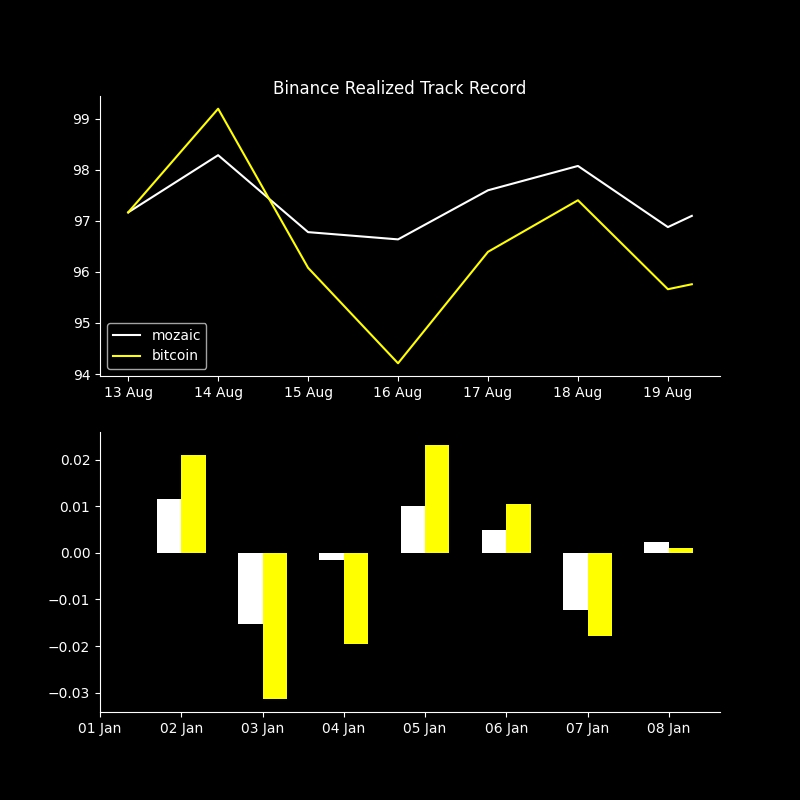 Binance Realized Track Record
99
98
97
96
95
94
mozaic
bitcoin
13 Aug 14 Aug 15 Aug 16 Aug 17 Aug 18 Aug 19 Aug
0.02
0.01
0.00
−0.01
−0.02
−0.03
01 Jan 02 Jan 03 Jan 04 Jan 05 Jan 06 Jan 07 Jan 08 Jan